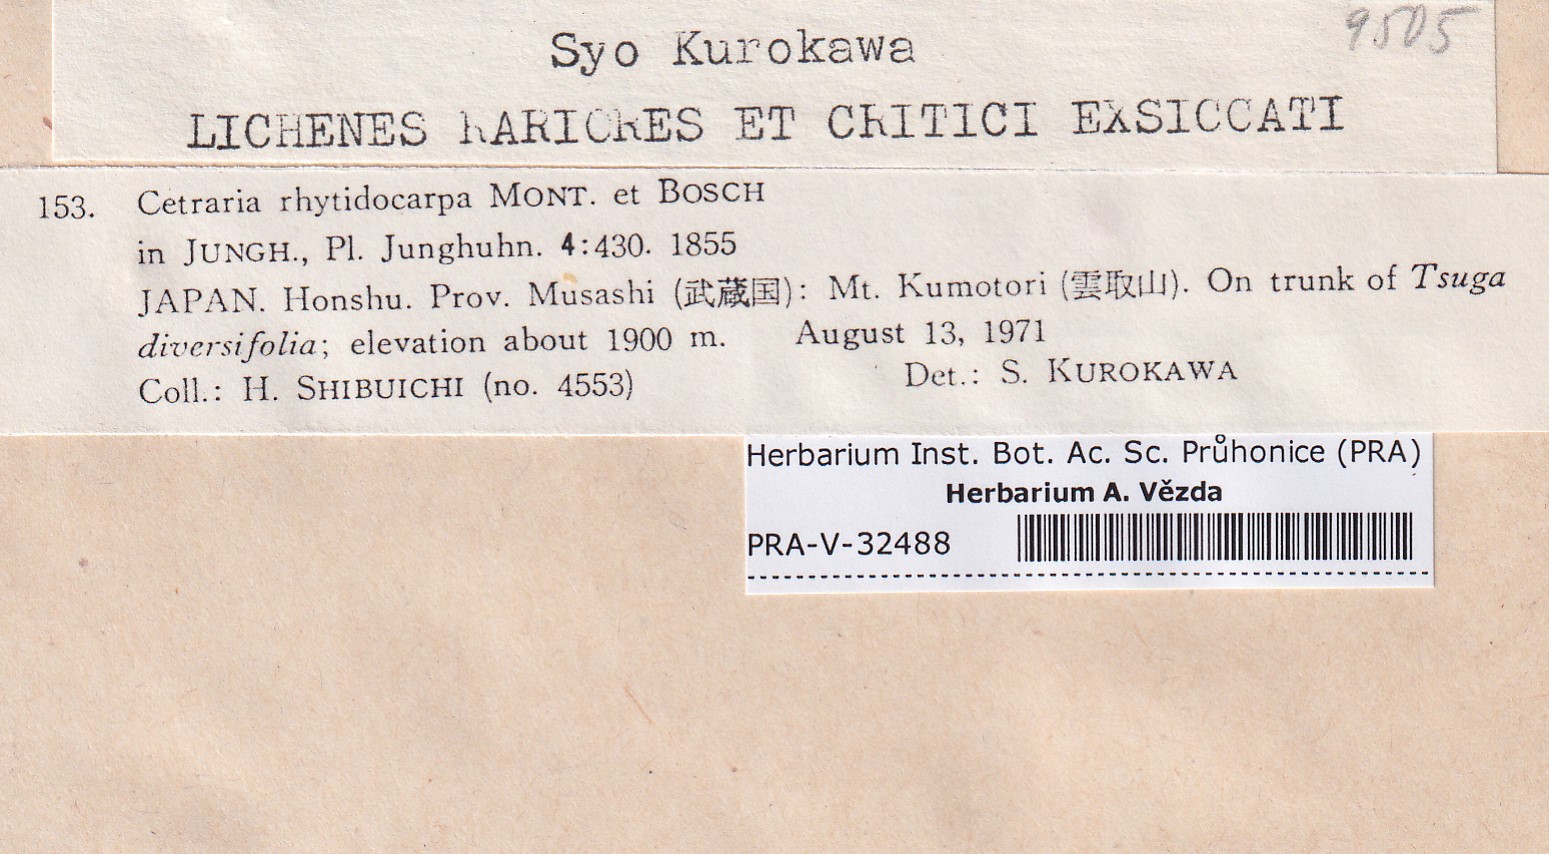 9505
Syo Kurokawa
LICHENES RARIORES ET CRITICI EXSICCATI
153. Cetraria rhytidocarpa MONT. et BOSCH
in JUNGH., Pl. Junghuhn. 4:430. 1855
JAPAN. Honshu. Prov. Musashi (武蔵国): Mt. Kumotori (雲取山). On trunk of Tsuga
diversifolia; elevation about 1900 m. August 13, 1971
Coll.: H. SHIBUICHI (no. 4553) Det.: S. KUROKAWA
Herbarium Inst. Bot. Ac. Sc. Průhonice (PRA)
Herbarium A. Vězda
PRA-V-32488